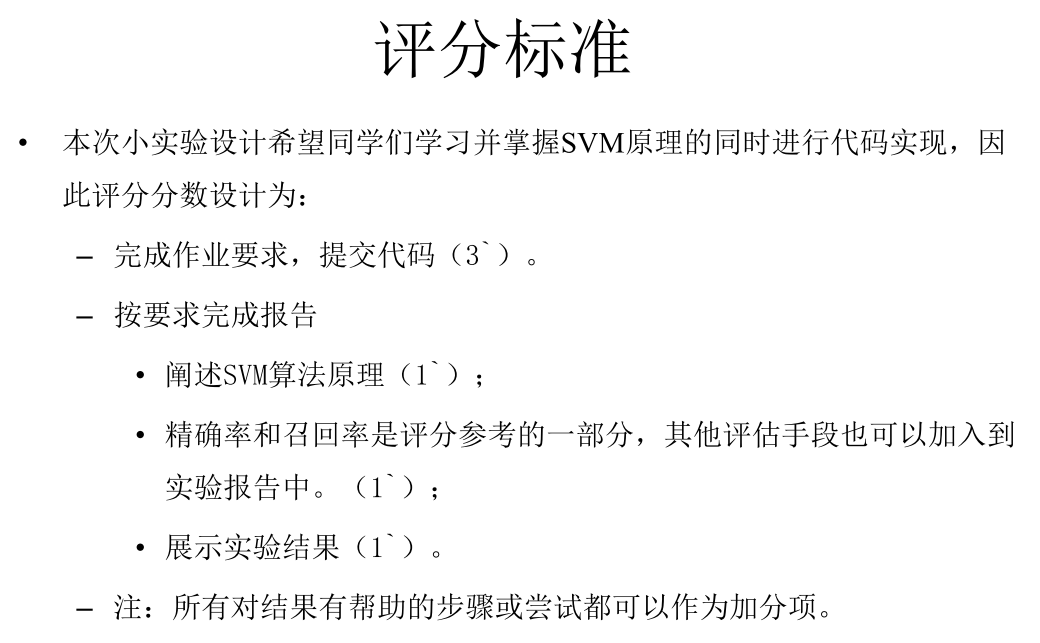 评分标准
• 本次小实验设计希望同学们学习并掌握SVM原理的同时进行代码实现，因
此评分分数设计为：
– 完成作业要求，提交代码（3`）。
– 按要求完成报告
• 阐述SVM算法原理（1`）；
• 精确率和召回率是评分参考的一部分，其他评估手段也可以加入到
实验报告中。（1`）；
• 展示实验结果（1`）。
– 注：所有对结果有帮助的步骤或尝试都可以作为加分项。